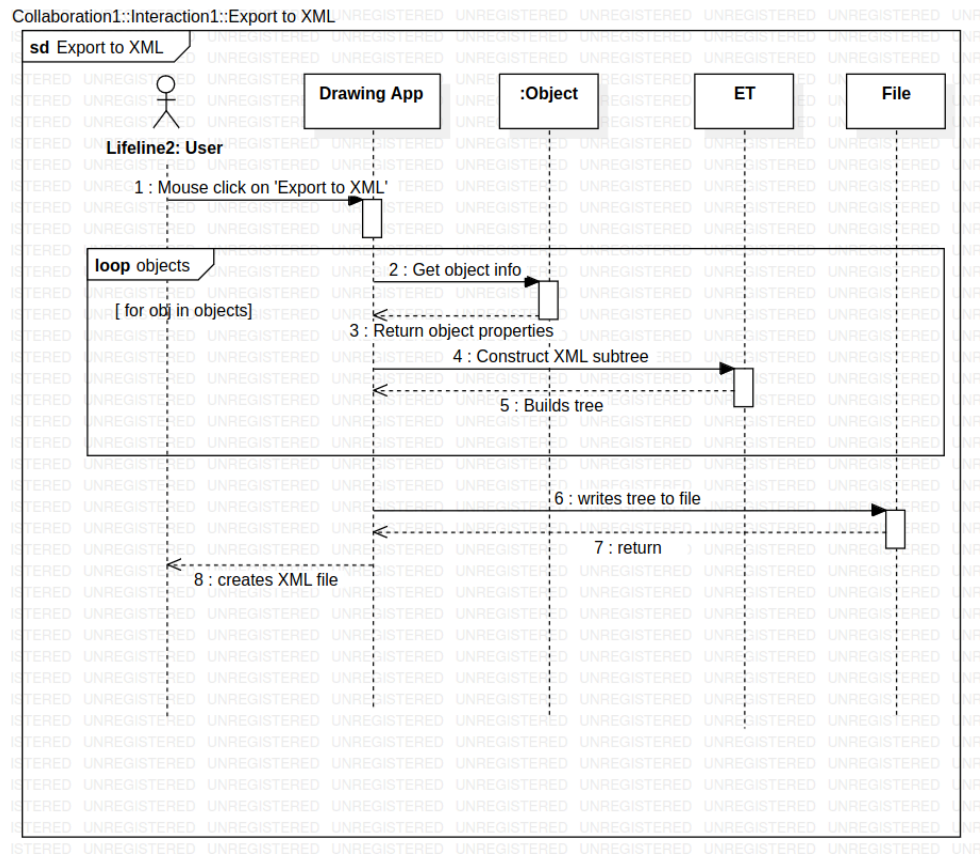 Collaboration1::Interaction1::Export to XML
sd Export to XML
Drawing App
:Object
ET
File
Lifeline2: User
1 : Mouse click on 'Export to XML'
loop objects
2 : Get object info
[ for obj in objects]
3 : Return object properties
4 : Construct XML subtree
5 : Builds tree
6 : writes tree to file
7 : return
8 : creates XML file
UNREGISTERED